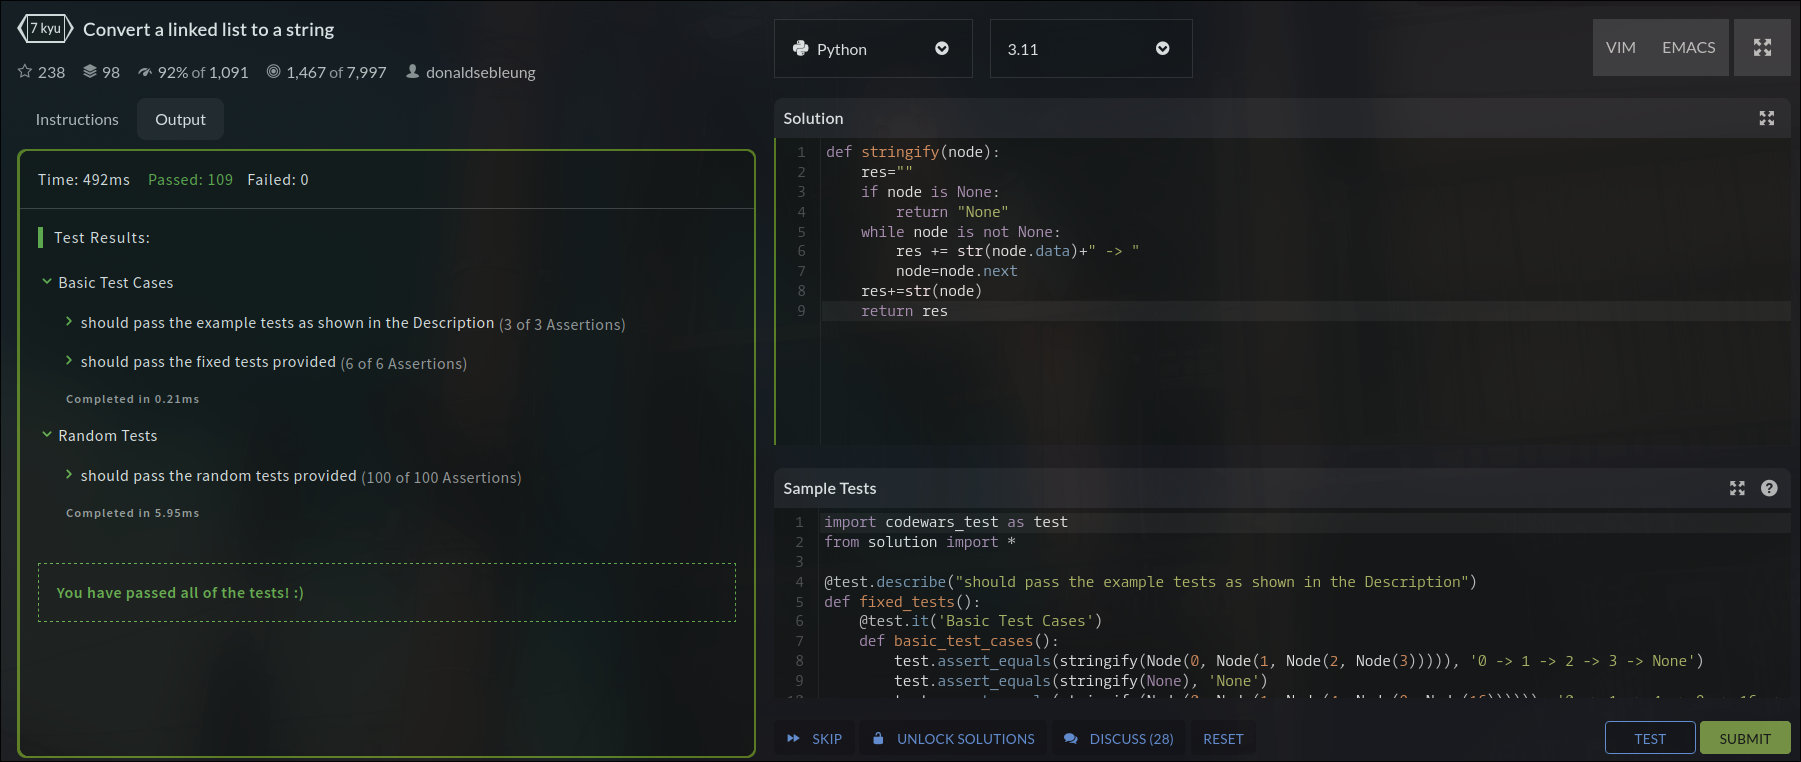 7 kyu
Convert a linked list to a string
238 98 92% of 1,091 1,467 of 7,997 donaldsebleung
Instructions Output
Time: 492ms Passed: 109 Failed: 0
Test Results:
Basic Test Cases
should pass the example tests as shown in the Description (3 of 3 Assertions)
should pass the fixed tests provided (6 of 6 Assertions)
Completed in 0.21ms
Random Tests
should pass the random tests provided (100 of 100 Assertions)
Completed in 5.95ms
You have passed all of the tests! :)
Python 3.11 VIM EMACS
Solution
1 def stringify(node):
2     res=""
3     if node is None:
4         return "None"
5     while node is not None:
6         res += str(node.data)+" -> "
7         node=node.next
8     res+=str(node)
9     return res
Sample Tests
1 import codewars_test as test
2 from solution import *
3
4 @test.describe("should pass the example tests as shown in the Description")
5 def fixed_tests():
6     @test.it('Basic Test Cases')
7     def basic_test_cases():
8         test.assert_equals(stringify(Node(0, Node(1, Node(2, Node(3))))), '0 -> 1 -> 2 -> 3 -> None')
9         test.assert_equals(stringify(None), 'None')
SKIP UNLOCK SOLUTIONS DISCUSS (28) RESET TEST SUBMIT